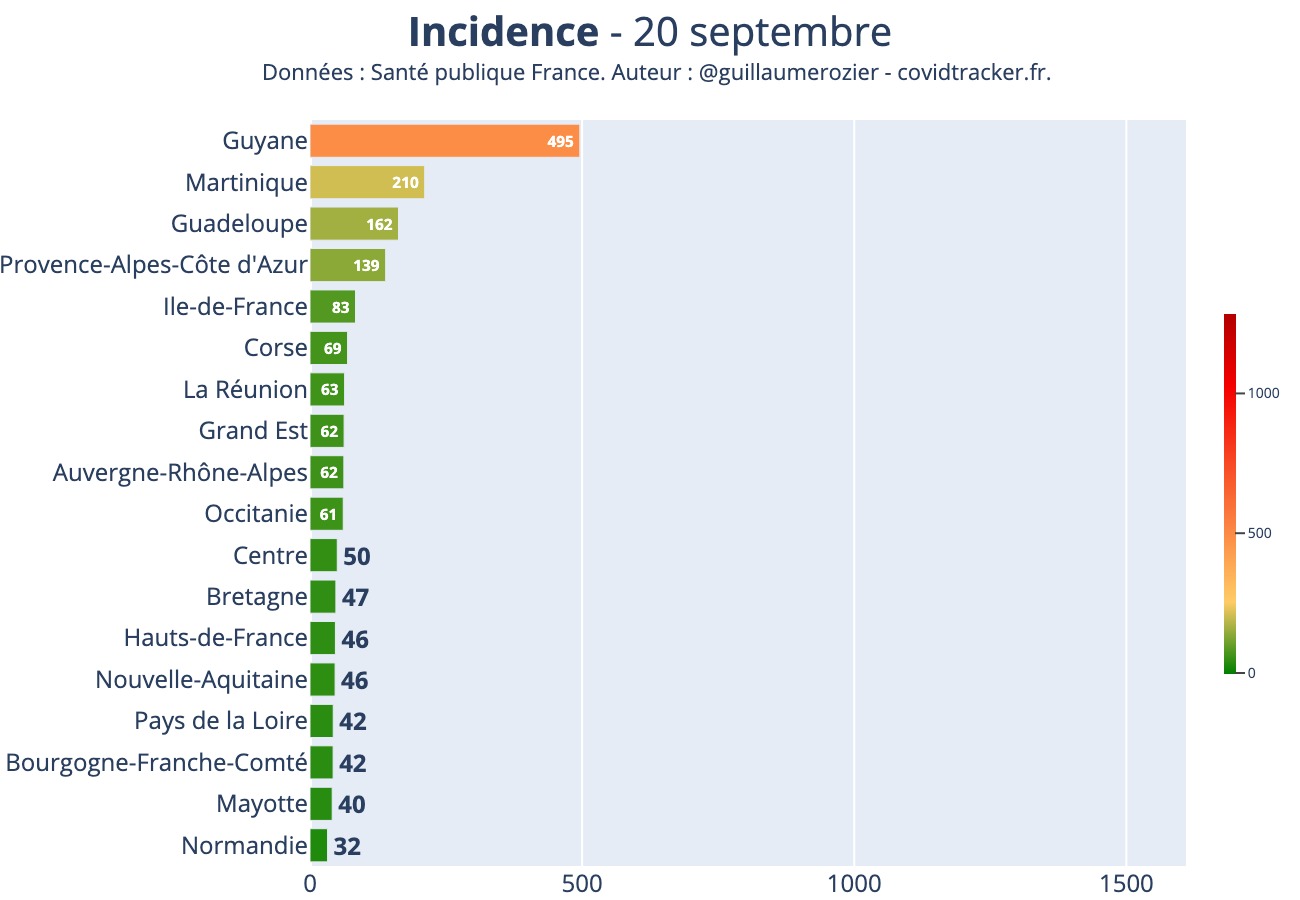 Incidence - 20 septembre
Données : Santé publique France. Auteur : @guillaumerozier - covidtracker.fr.
Guyane 495
Martinique 210
Guadeloupe 162
Provence-Alpes-Côte d'Azur 139
Ile-de-France 83
Corse 69
La Réunion 63
Grand Est 62
Auvergne-Rhône-Alpes 62
Occitanie 61
Centre 50
Bretagne 47
Hauts-de-France 46
Nouvelle-Aquitaine 46
Pays de la Loire 42
Bourgogne-Franche-Comté 42
Mayotte 40
Normandie 32
0 500 1000 1500
1000
500
0